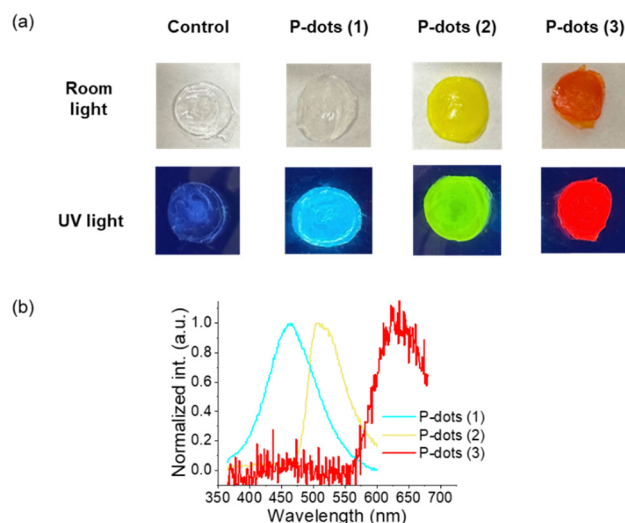 (a)
Control P-dots (1) P-dots (2) P-dots (3)
Room
light
UV light
(b)
Normalized int. (a.u.)
1.0
0.8
0.6
0.4
0.2
0.0
P-dots (1)
P-dots (2)
P-dots (3)
350 400 450 500 550 600 650 700
Wavelength (nm)